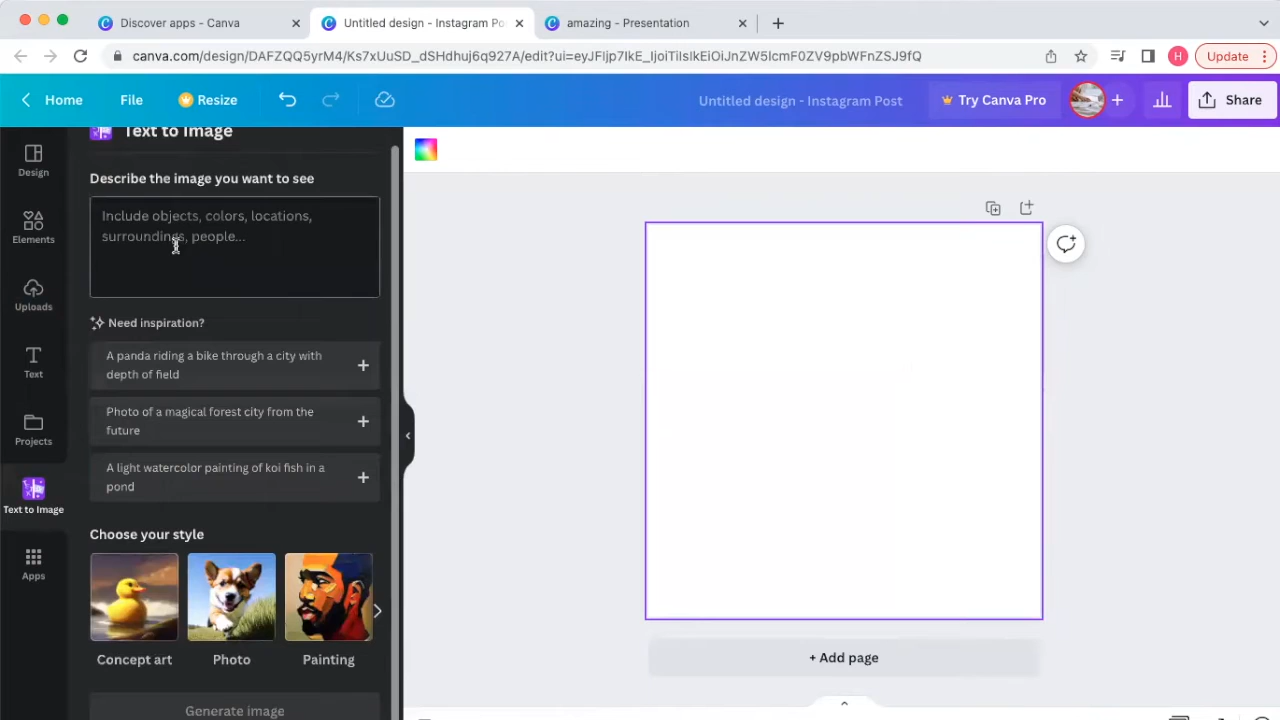 Discover apps - Canva
Untitled design - Instagram Po
amazing - Presentation
canva.com/design/DAFZQQ5yrM4/Ks7xUuSD_dSHdhuj6q927A/edit?ui=eyJFIjp7IkE_IjoiTiIsIkEiOiJnZW5lcmF0ZV9pbWFnZSJ9fQ
H
Update
Home
File
Resize
Untitled design - Instagram Post
Try Canva Pro
Share
Design
Elements
Uploads
Text
Projects
Text to Image
Apps
Text to Image
Describe the image you want to see
Include objects, colors, locations,
surroundings, people...
Need inspiration?
A panda riding a bike through a city with
depth of field
Photo of a magical forest city from the
future
A light watercolor painting of koi fish in a
pond
Choose your style
Concept art
Photo
Painting
Generate image
+ Add page